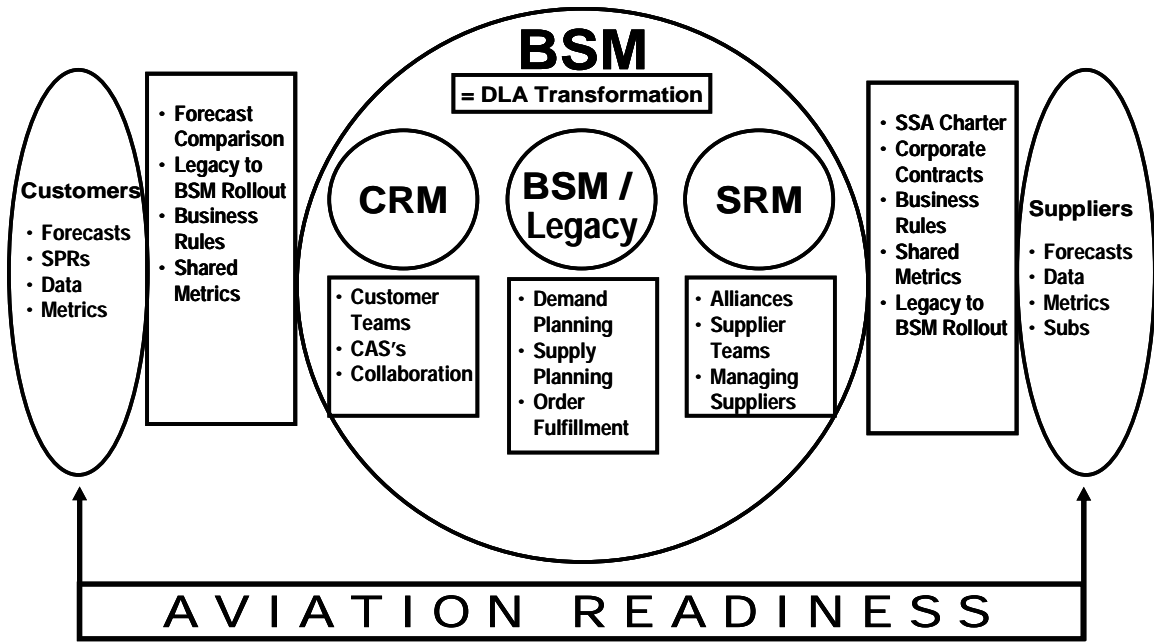 BSM
= DLA Transformation
Customers
• Forecasts
• SPRs
• Data
• Metrics
• Forecast
Comparison
• Legacy to
BSM Rollout
• Business
Rules
• Shared
Metrics
CRM
• Customer
Teams
• CAS's
• Collaboration
BSM /
Legacy
• Demand
Planning
• Supply
Planning
• Order
Fulfillment
SRM
• Alliances
• Supplier
Teams
• Managing
Suppliers
• SSA Charter
• Corporate
Contracts
• Business
Rules
• Shared
Metrics
• Legacy to
BSM Rollout
Suppliers
• Forecasts
• Data
• Metrics
• Subs
AVIATION READINESS